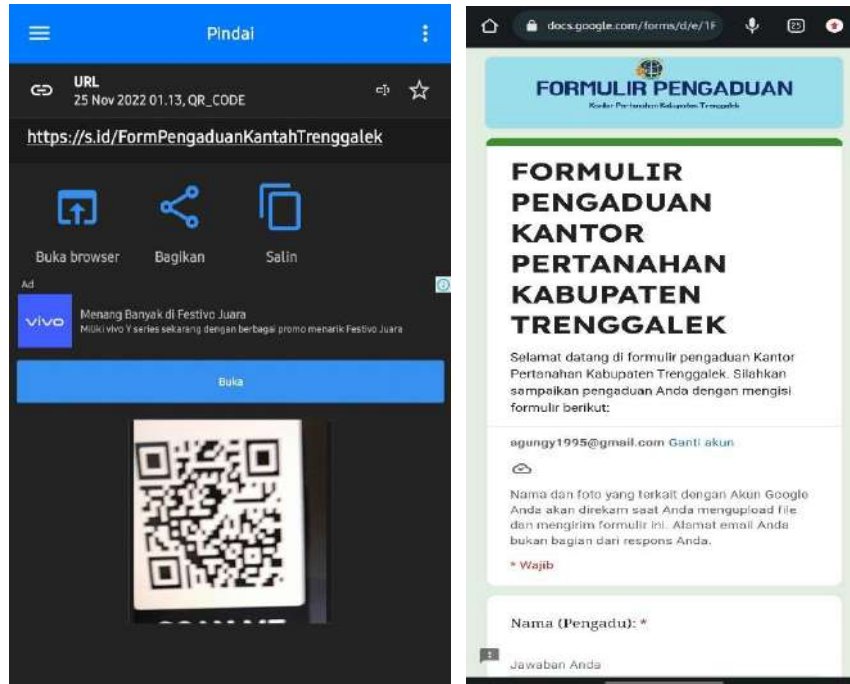 Pindai
URL
25 Nov 2022 01.13, QR_CODE
https://s.id/FormPengaduanKantahTrenggalek
Buka browser Bagikan Salin
Ad
vivo
Menang Banyak di Festivo Juara
Miliki vivo Y series sekarang dengan berbagai promo menarik Festivo Juara
Buka
docs.google.com/forms/d/e/1F
25
FORMULIR PENGADUAN
Kantor Pertanahan Kabupaten Trenggalek
FORMULIR
PENGADUAN
KANTOR
PERTANAHAN
KABUPATEN
TRENGGALEK
Selamat datang di formulir pengaduan Kantor
Pertanahan Kabupaten Trenggalek. Silahkan
sampaikan pengaduan Anda dengan mengisi
formulir berikut:
agungy1995@gmail.com Ganti akun
Nama dan foto yang terkait dengan Akun Google
Anda akan direkam saat Anda mengupload file
dan mengirim formulir ini. Alamat email Anda
bukan bagian dari respons Anda.
* Wajib
Nama (Pengadu): *
Jawaban Anda